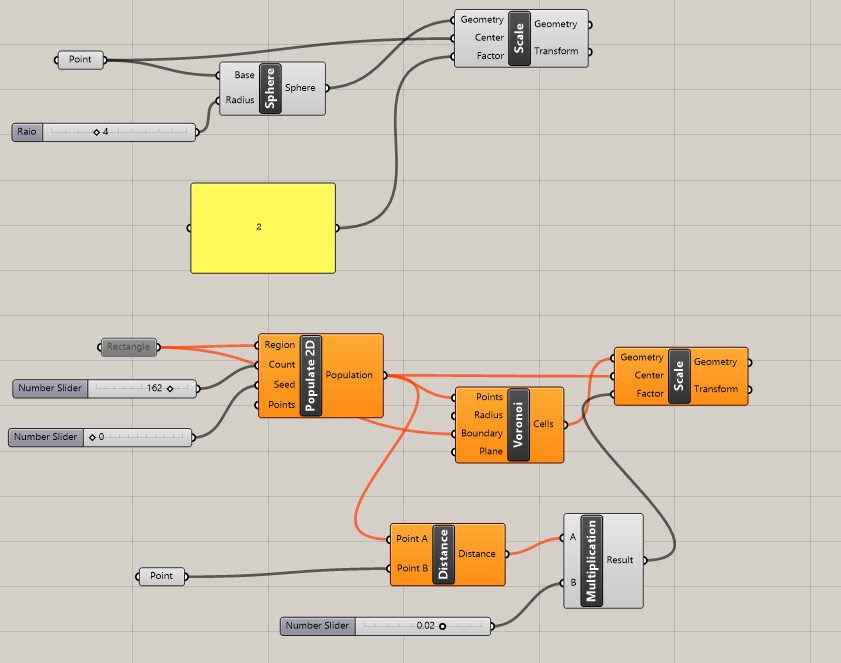 Geometry
Center
Factor
Scale
Geometry
Transform
Point
Base
Radius
Sphere
Sphere
Raio
4
2
Rectangle
Region
Count
Seed
Points
Populate 2D
Population
Number Slider
162
Number Slider
0
Points
Radius
Boundary
Plane
Voronoi
Cells
Geometry
Center
Factor
Scale
Geometry
Transform
Point A
Point B
Distance
Distance
A
B
Multiplication
Result
Point
Number Slider
0.02